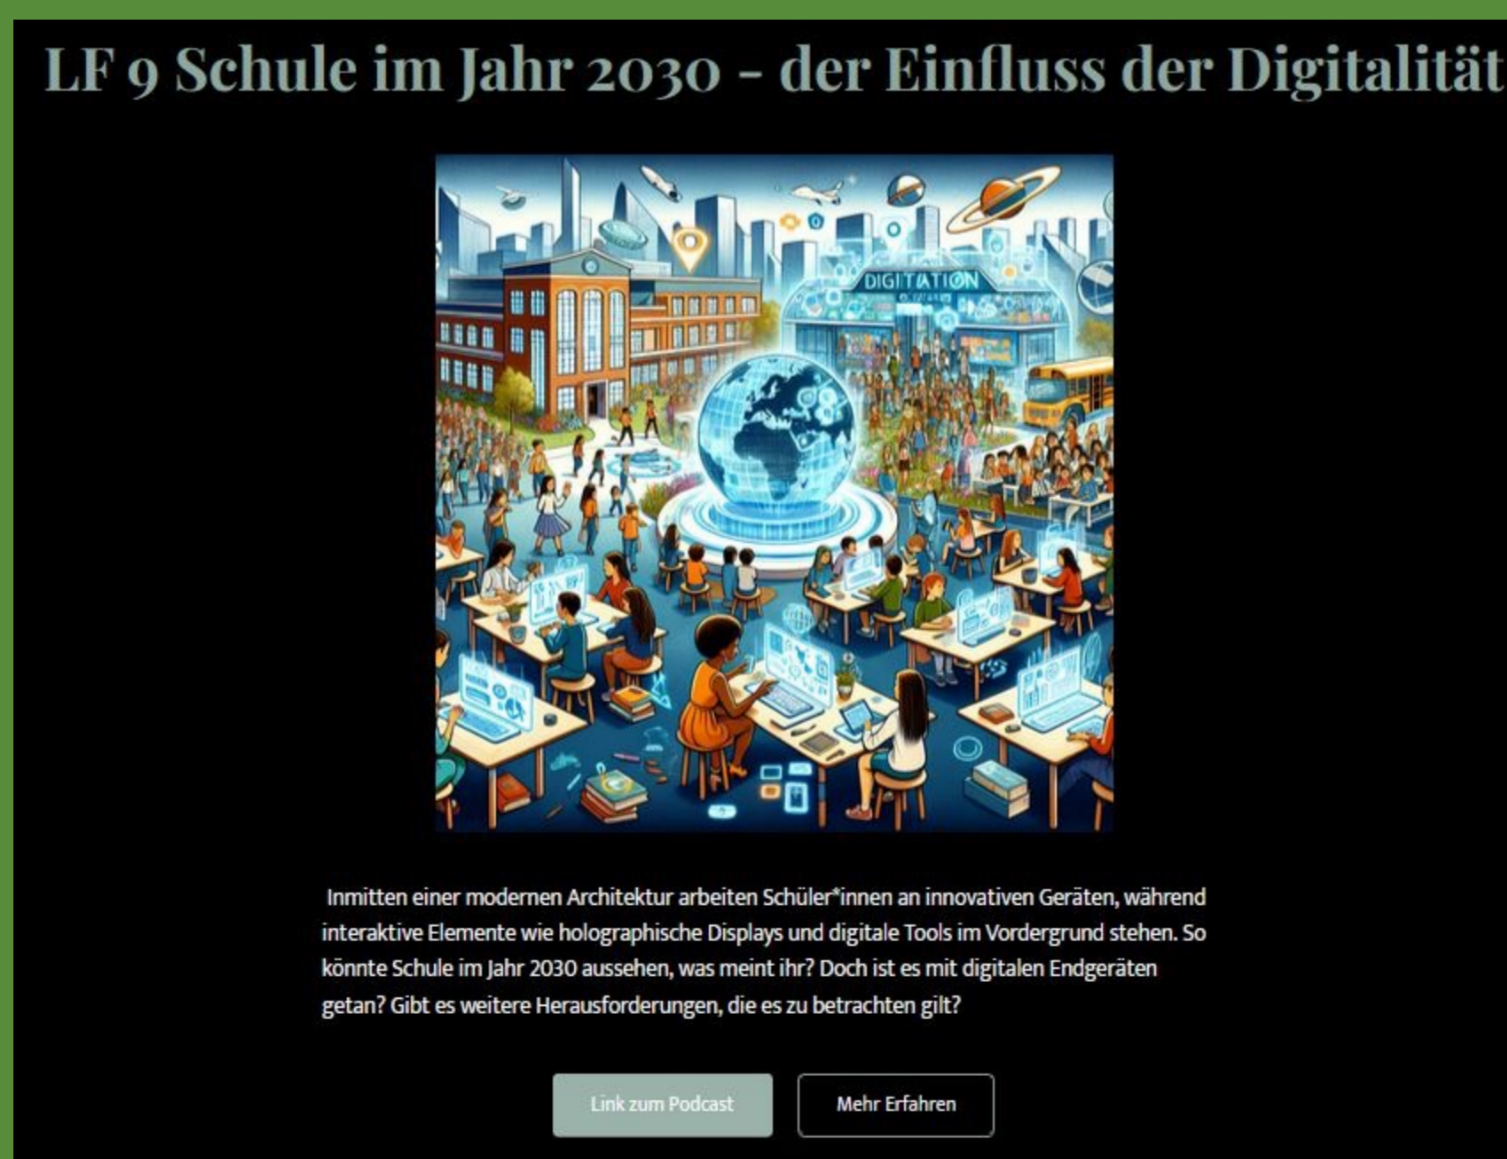 LF 9 Schule im Jahr 2030 - der Einfluss der Digitalität
DIGITATION
Inmitten einer modernen Architektur arbeiten Schüler*innen an innovativen Geräten, während
interaktive Elemente wie holographische Displays und digitale Tools im Vordergrund stehen. So
könnte Schule im Jahr 2030 aussehen, was meint ihr? Doch ist es mit digitalen Endgeräten
getan? Gibt es weitere Herausforderungen, die es zu betrachten gilt?
Link zum Podcast
Mehr Erfahren